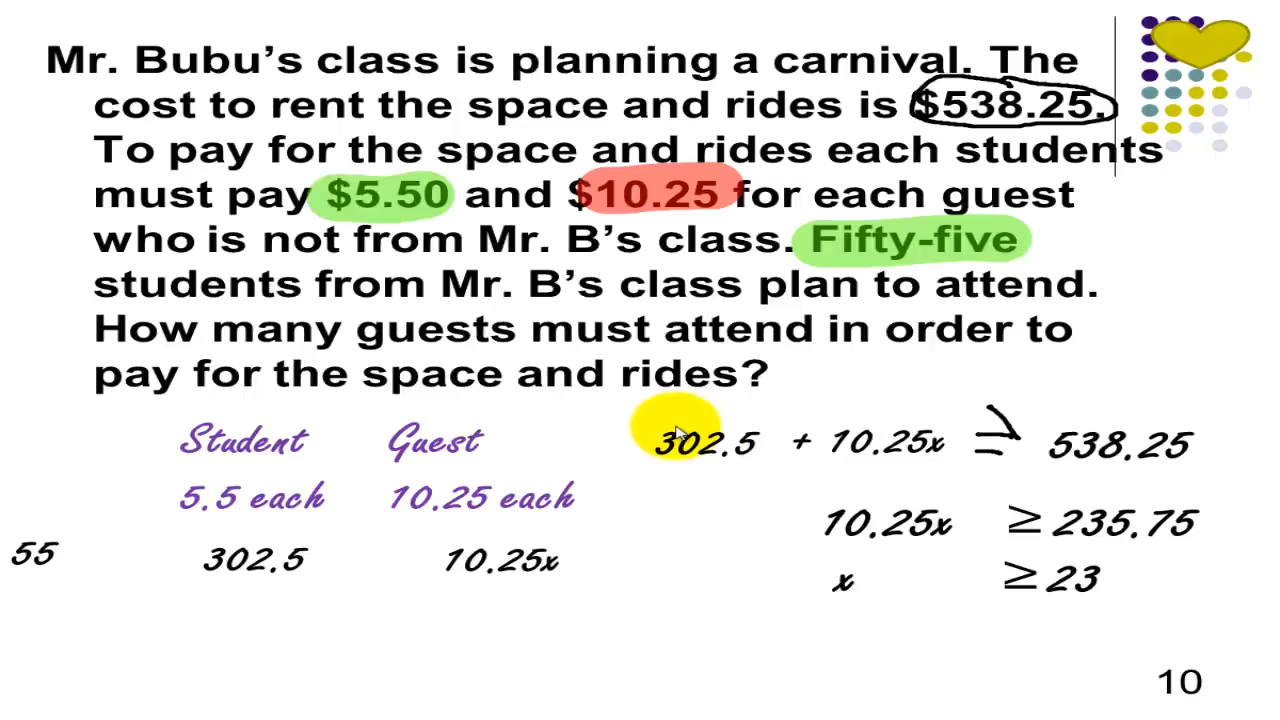 Mr. Bubu's class is planning a carnival. The
cost to rent the space and rides is $538.25.
To pay for the space and rides each students
must pay $5.50 and $10.25 for each guest
who is not from Mr. B's class. Fifty-five
students from Mr. B's class plan to attend.
How many guests must attend in order to
pay for the space and rides?
Student Guest
5.5 each 10.25 each
55 302.5 10.25x
302.5 + 10.25x ≥ 538.25
10.25x ≥ 235.75
x ≥ 23
10